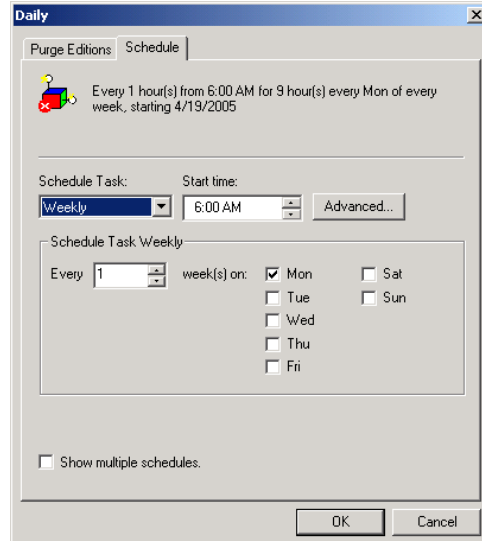 Daily
Purge Editions Schedule
Every 1 hour(s) from 6:00 AM for 9 hour(s) every Mon of every
week, starting 4/19/2005
Schedule Task: Start time:
Weekly 6:00 AM Advanced...
Schedule Task Weekly
Every 1 week(s) on: Mon Sat
Tue Sun
Wed
Thu
Fri
Show multiple schedules.
OK Cancel